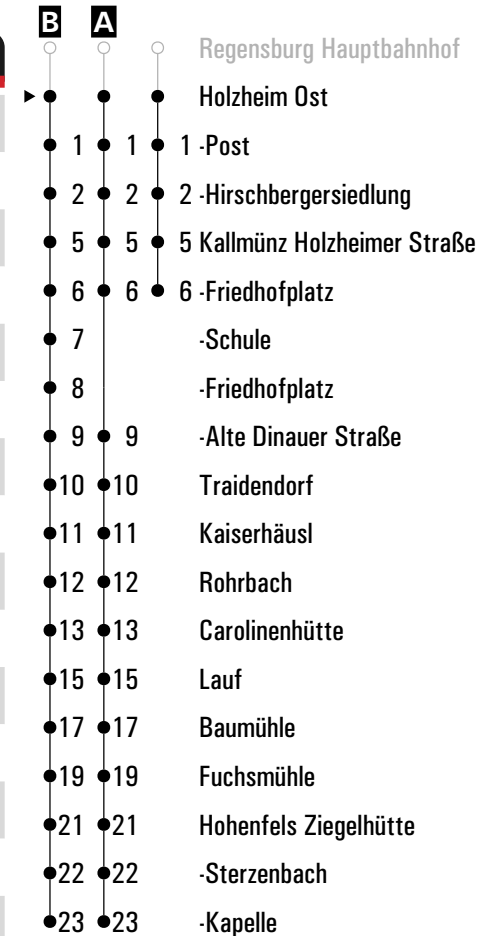 B A
Regensburg Hauptbahnhof
Holzheim Ost
1 1 1 -Post
2 2 2 -Hirschbergersiedlung
5 5 5 Kallmünz Holzheimer Straße
6 6 6 -Friedhofplatz
7 -Schule
8 -Friedhofplatz
9 9 -Alte Dinauer Straße
10 10 Traidendorf
11 11 Kaiserhäusl
12 12 Rohrbach
13 13 Carolinenhütte
15 15 Lauf
17 17 Baumühle
19 19 Fuchsmühle
21 21 Hohenfels Ziegelhütte
22 22 -Sterzenbach
23 23 -Kapelle